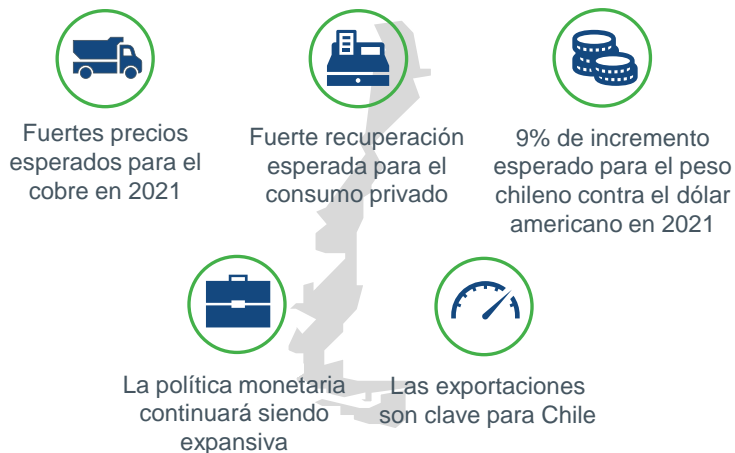 Fuertes precios
esperados para el
cobre en 2021
Fuerte recuperación
esperada para el
consumo privado
9% de incremento
esperado para el peso
chileno contra el dólar
americano en 2021
La política monetaria
continuará siendo
expansiva
Las exportaciones
son clave para Chile